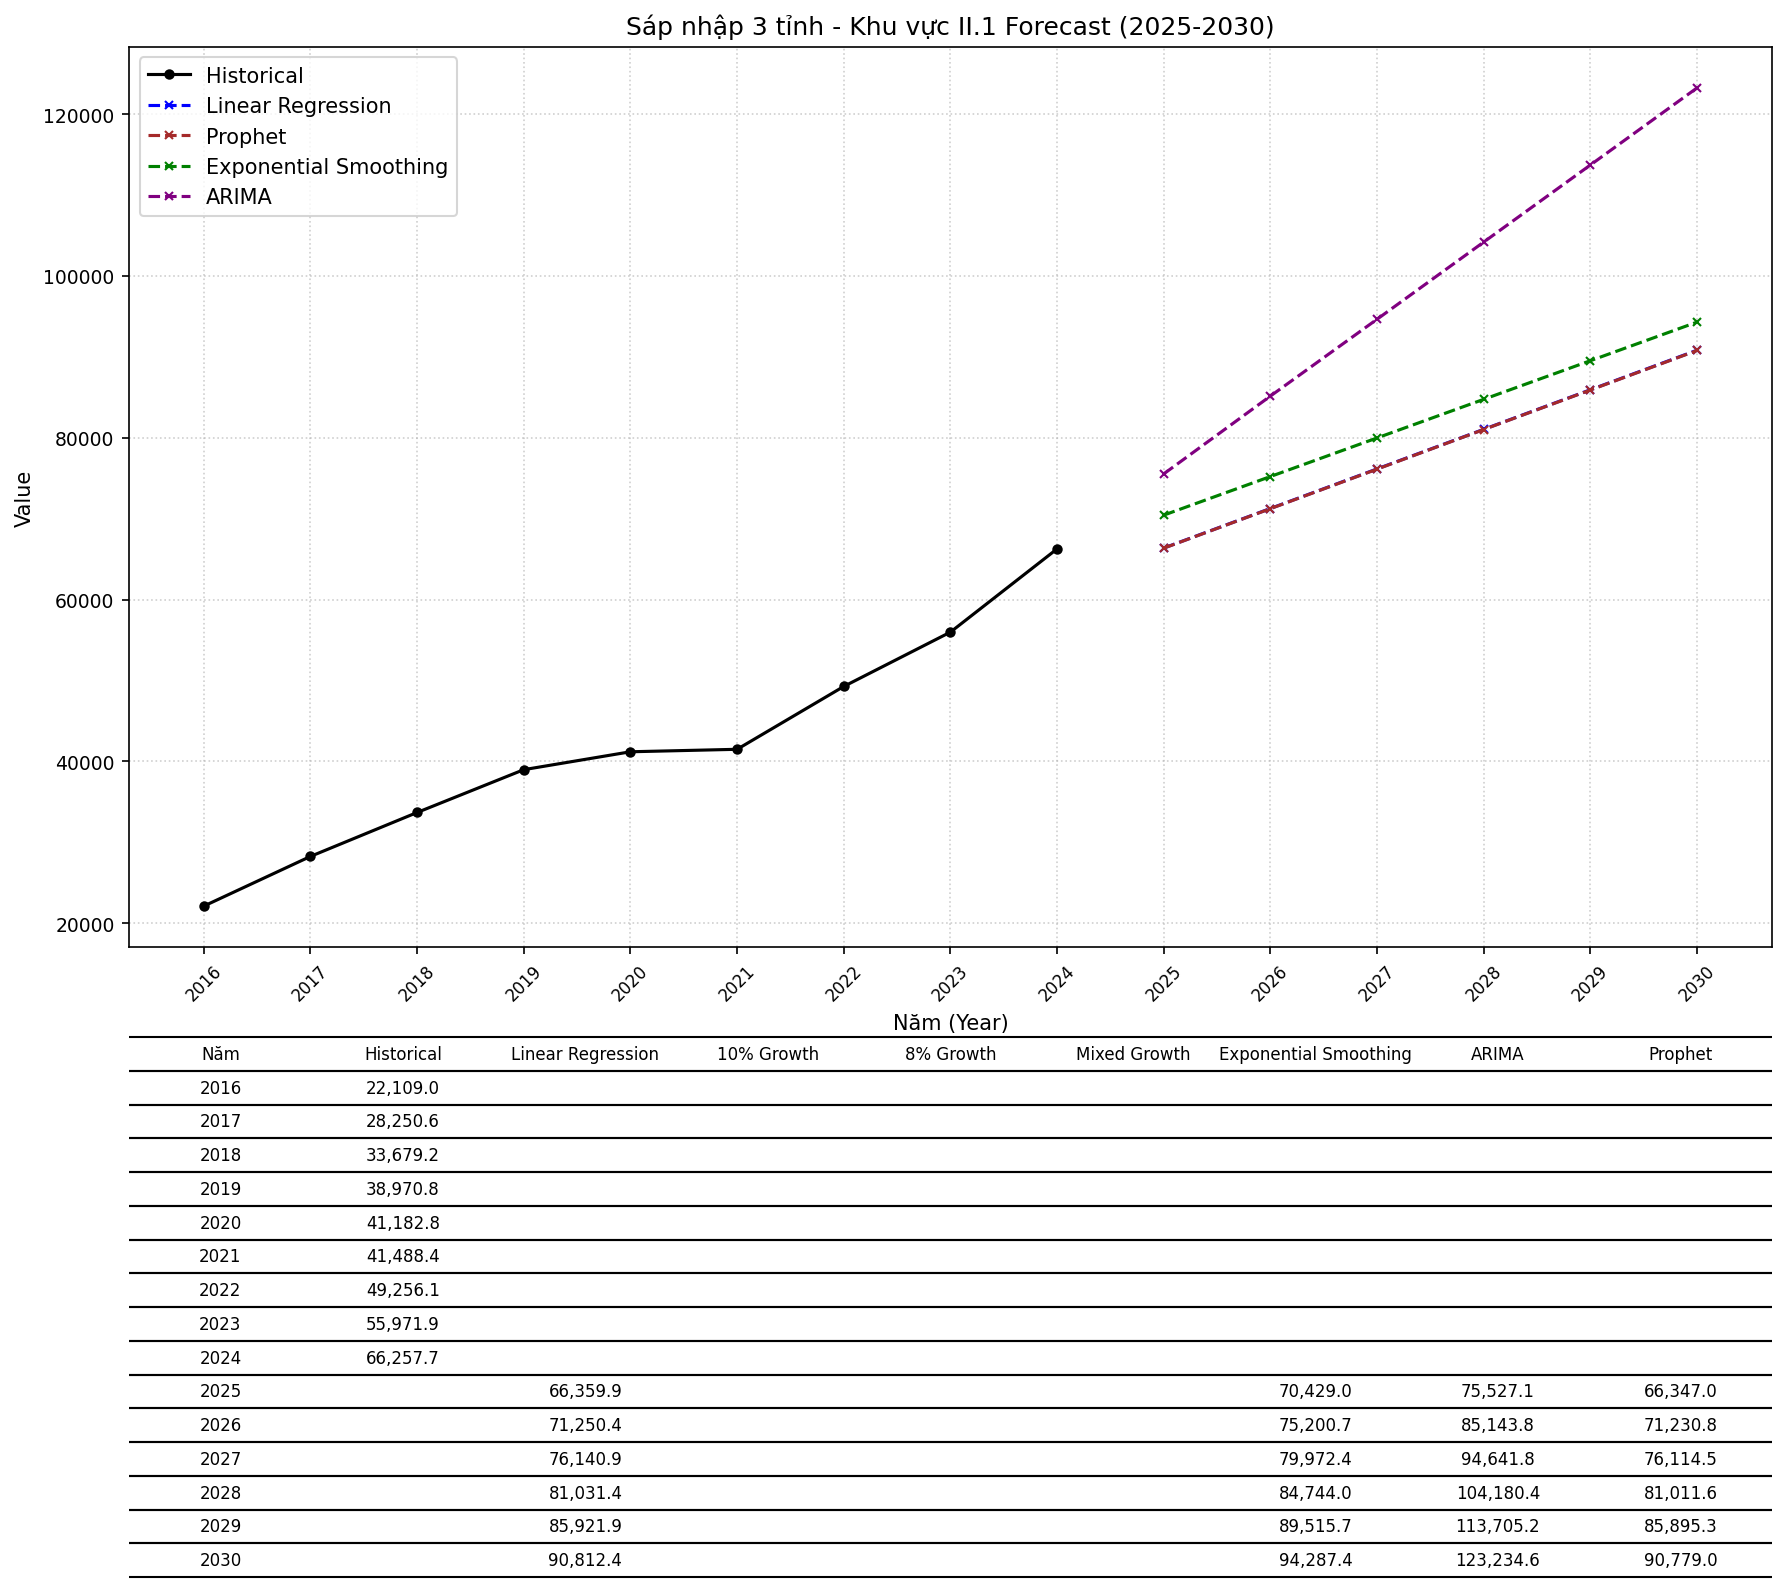 Sáp nhập 3 tỉnh - Khu vực II.1 Forecast (2025-2030)
Historical
Linear Regression
Prophet
Exponential Smoothing
ARIMA
120000
100000
80000
60000
40000
20000
Value
2016 2017 2018 2019 2020 2021 2022 2023 2024 2025 2026 2027 2028 2029 2030
Năm (Year)
Năm Historical Linear Regression 10% Growth 8% Growth Mixed Growth Exponential Smoothing ARIMA Prophet
2016 22,109.0
2017 28,250.6
2018 33,679.2
2019 38,970.8
2020 41,182.8
2021 41,488.4
2022 49,256.1
2023 55,971.9
2024 66,257.7
2025 66,359.9 70,429.0 75,527.1 66,347.0
2026 71,250.4 75,200.7 85,143.8 71,230.8
2027 76,140.9 79,972.4 94,641.8 76,114.5
2028 81,031.4 84,744.0 104,180.4 81,011.6
2029 85,921.9 89,515.7 113,705.2 85,895.3
2030 90,812.4 94,287.4 123,234.6 90,779.0